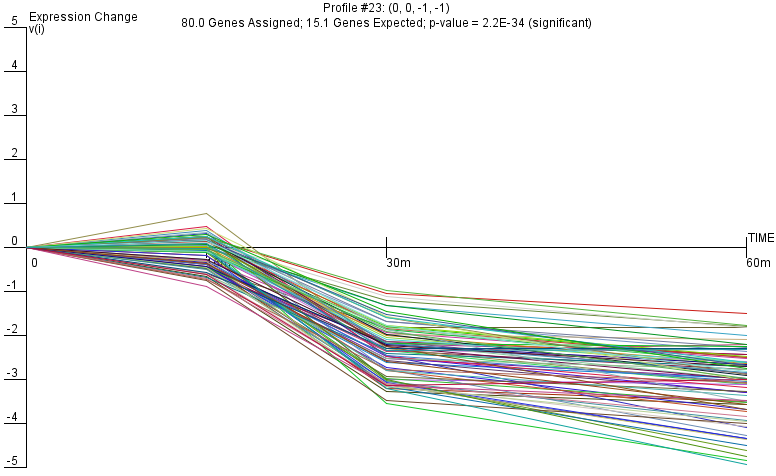 Profile #23: (0, 0, -1, -1)
80.0 Genes Assigned; 15.1 Genes Expected; p-value = 2.2E-34 (significant)
Expression Change
v(i)
5
4
3
2
1
0
-1
-2
-3
-4
-5
TIME
0
30m
60m